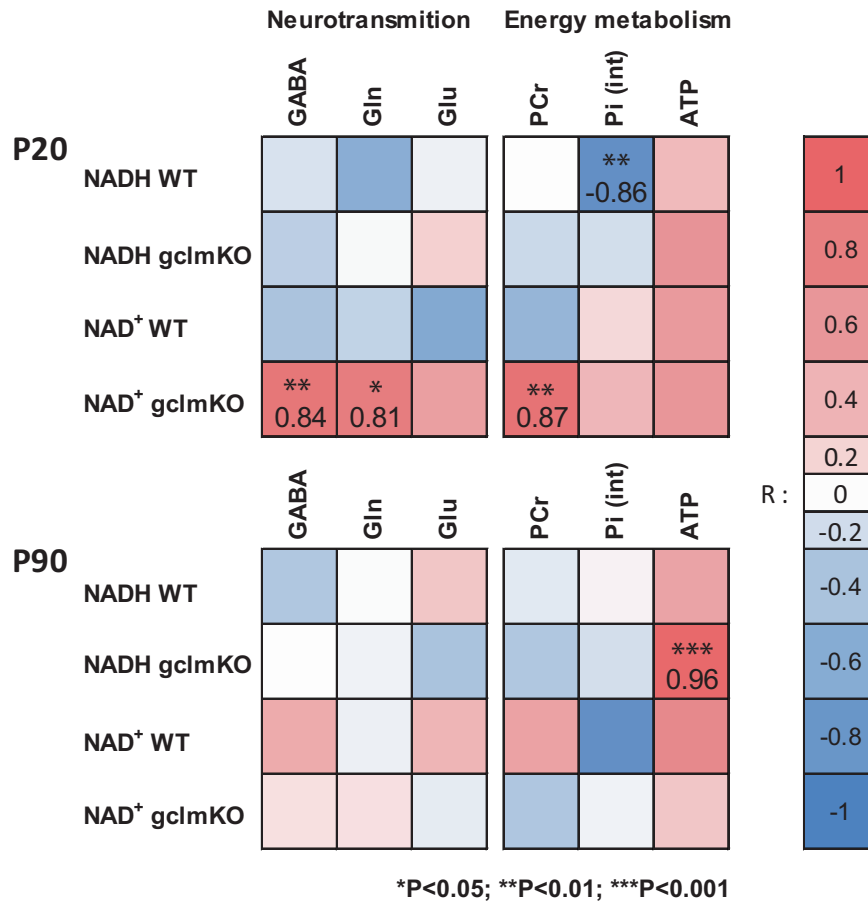 Neurotransmition Energy metabolism
GABA Gln Glu PCr Pi (int) ATP
P20
NADH WT ** -0.86
NADH gclmKO
NAD+ WT
NAD+ gclmKO ** 0.84 * 0.81 ** 0.87
GABA Gln Glu PCr Pi (int) ATP
P90
NADH WT
NADH gclmKO *** 0.96
NAD+ WT
NAD+ gclmKO
R :
1
0.8
0.6
0.4
0.2
0
-0.2
-0.4
-0.6
-0.8
-1
*P<0.05; **P<0.01; ***P<0.001